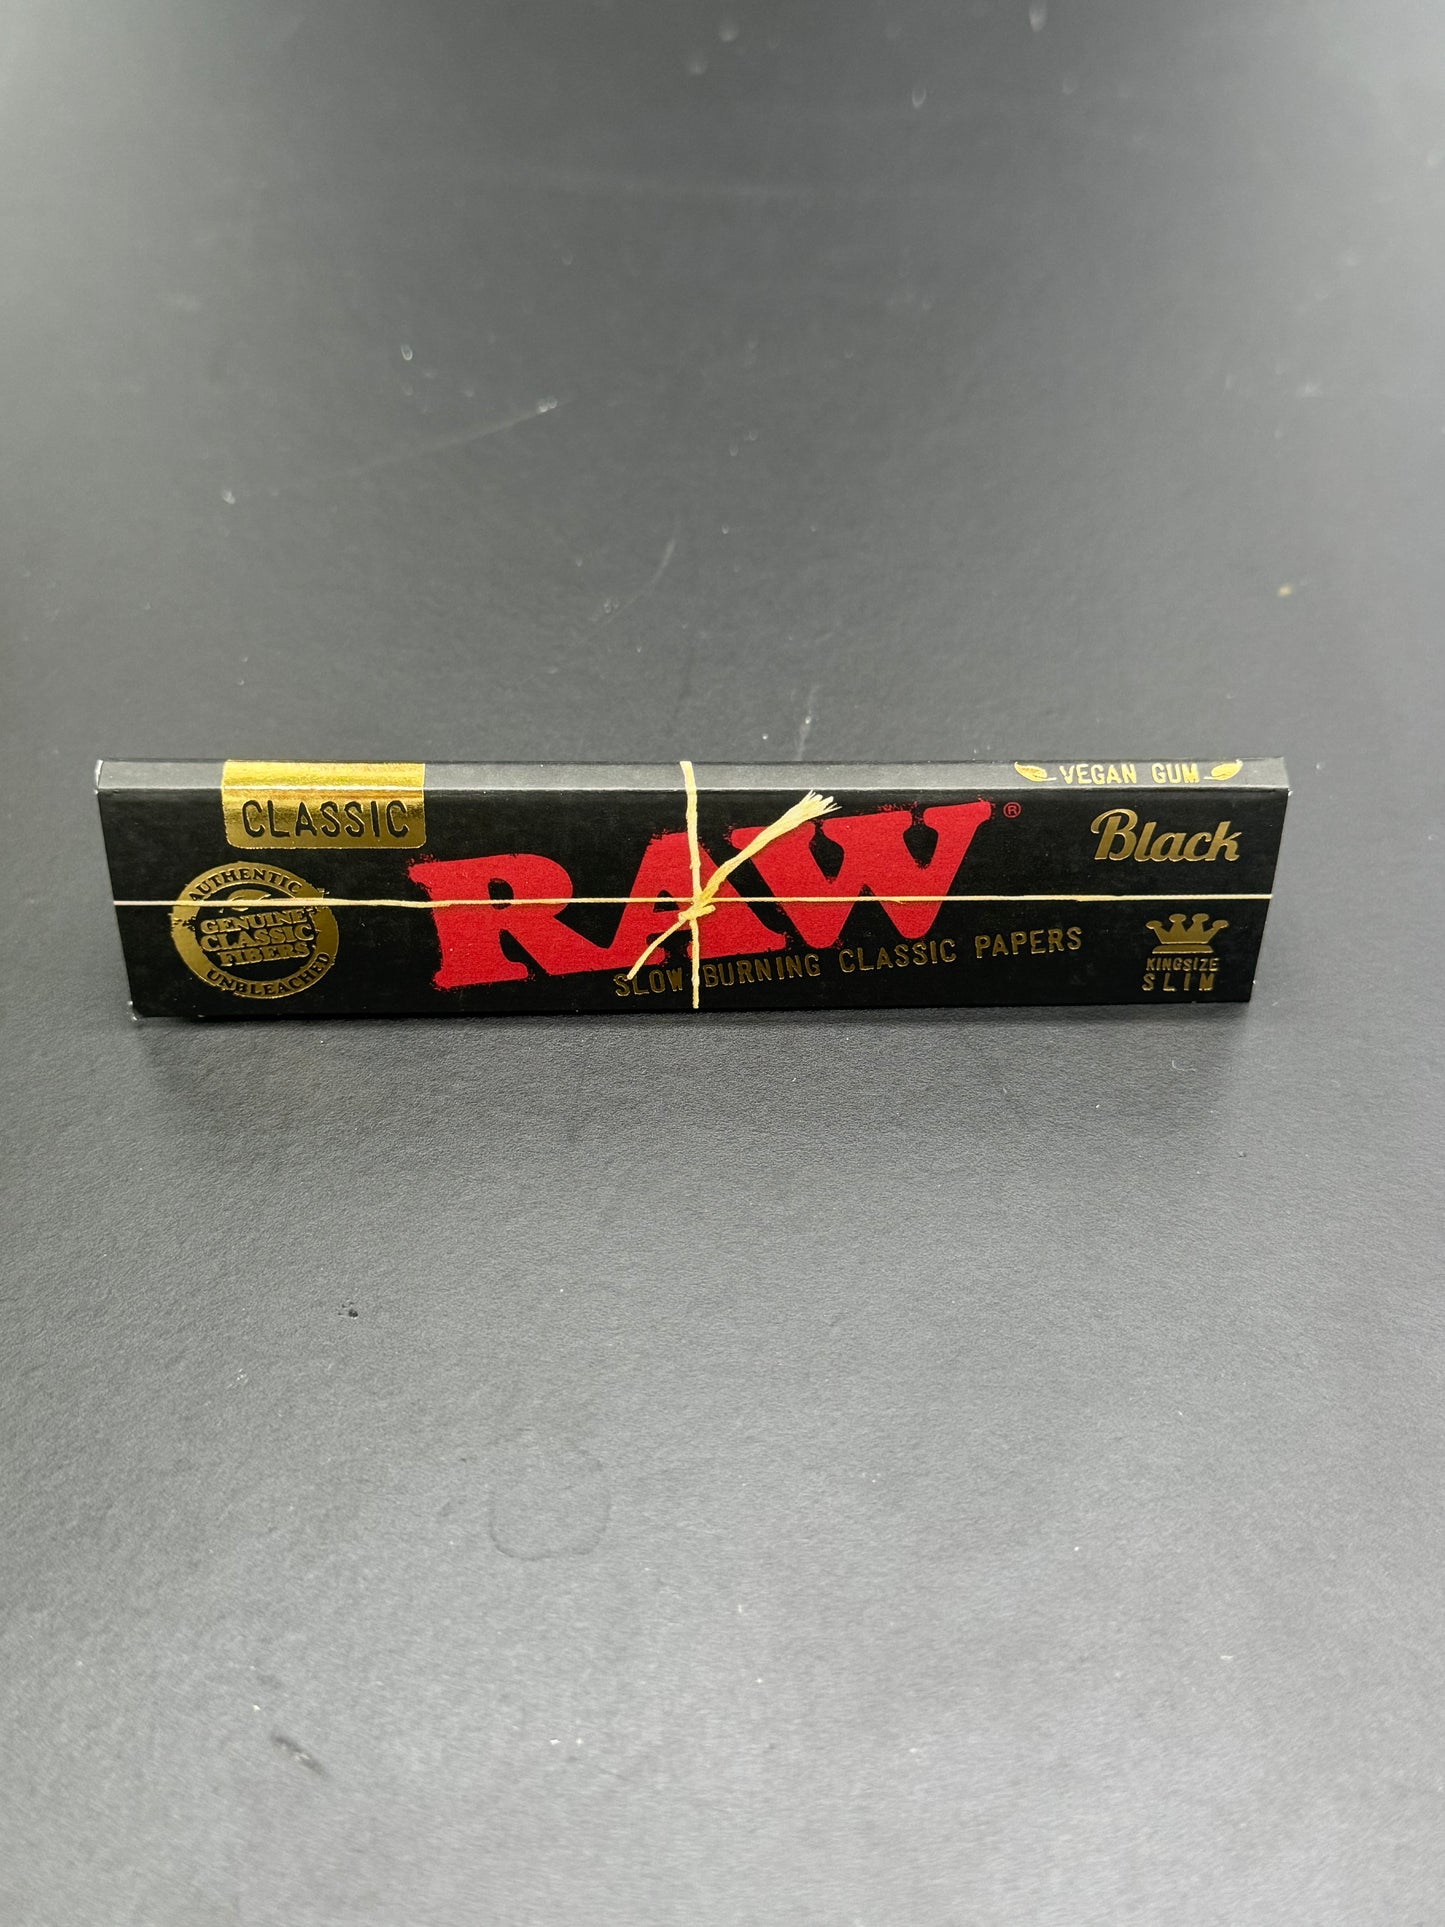 VEGAN GUM
CLASSIC
RAW®
Black
AUTHENTIC
GENUINE
CLASSIC
FIBERS
UNBLEACHED
SLOW BURNING CLASSIC PAPERS
KINGSIZE
SLIM